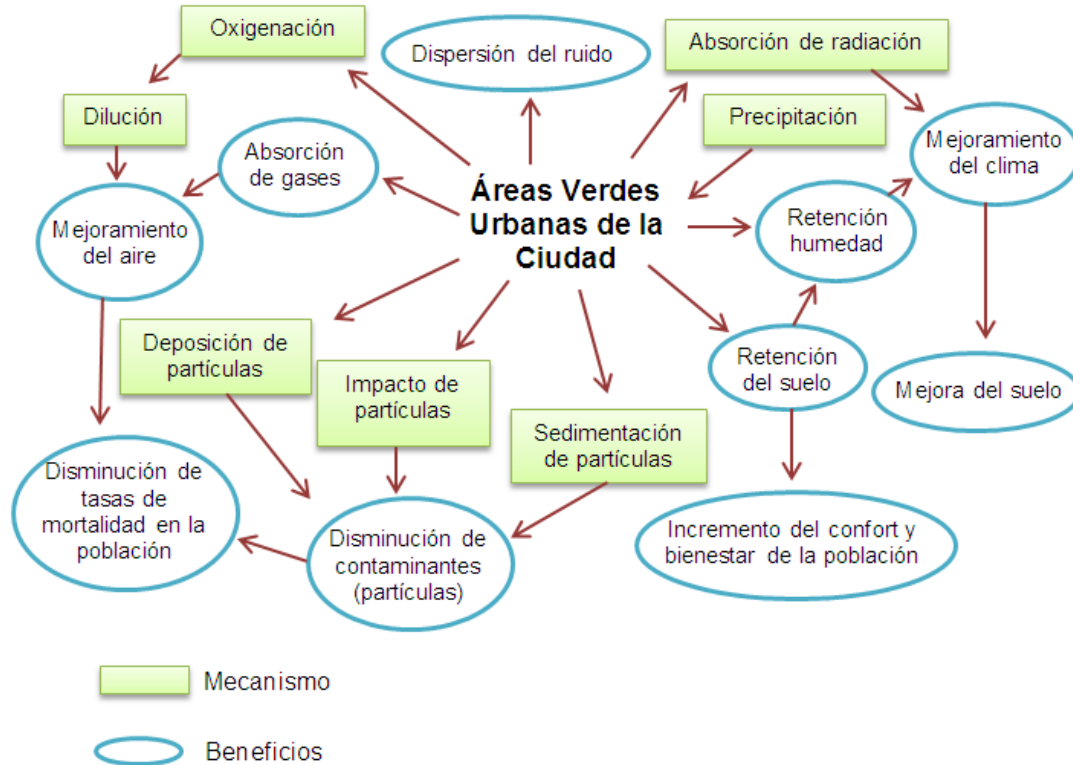 Oxigenación
Dispersión del ruido
Absorción de radiación
Dilución
Precipitación
Absorción
de gases
Mejoramiento
del clima
Áreas Verdes
Urbanas de la
Ciudad
Mejoramiento
del aire
Retención
humedad
Deposición de
partículas
Impacto de
partículas
Retención
del suelo
Mejora del suelo
Sedimentación
de partículas
Disminución de
tasas de
mortalidad en la
población
Disminución de
contaminantes
(partículas)
Incremento del confort y
bienestar de la población
Mecanismo
Beneficios